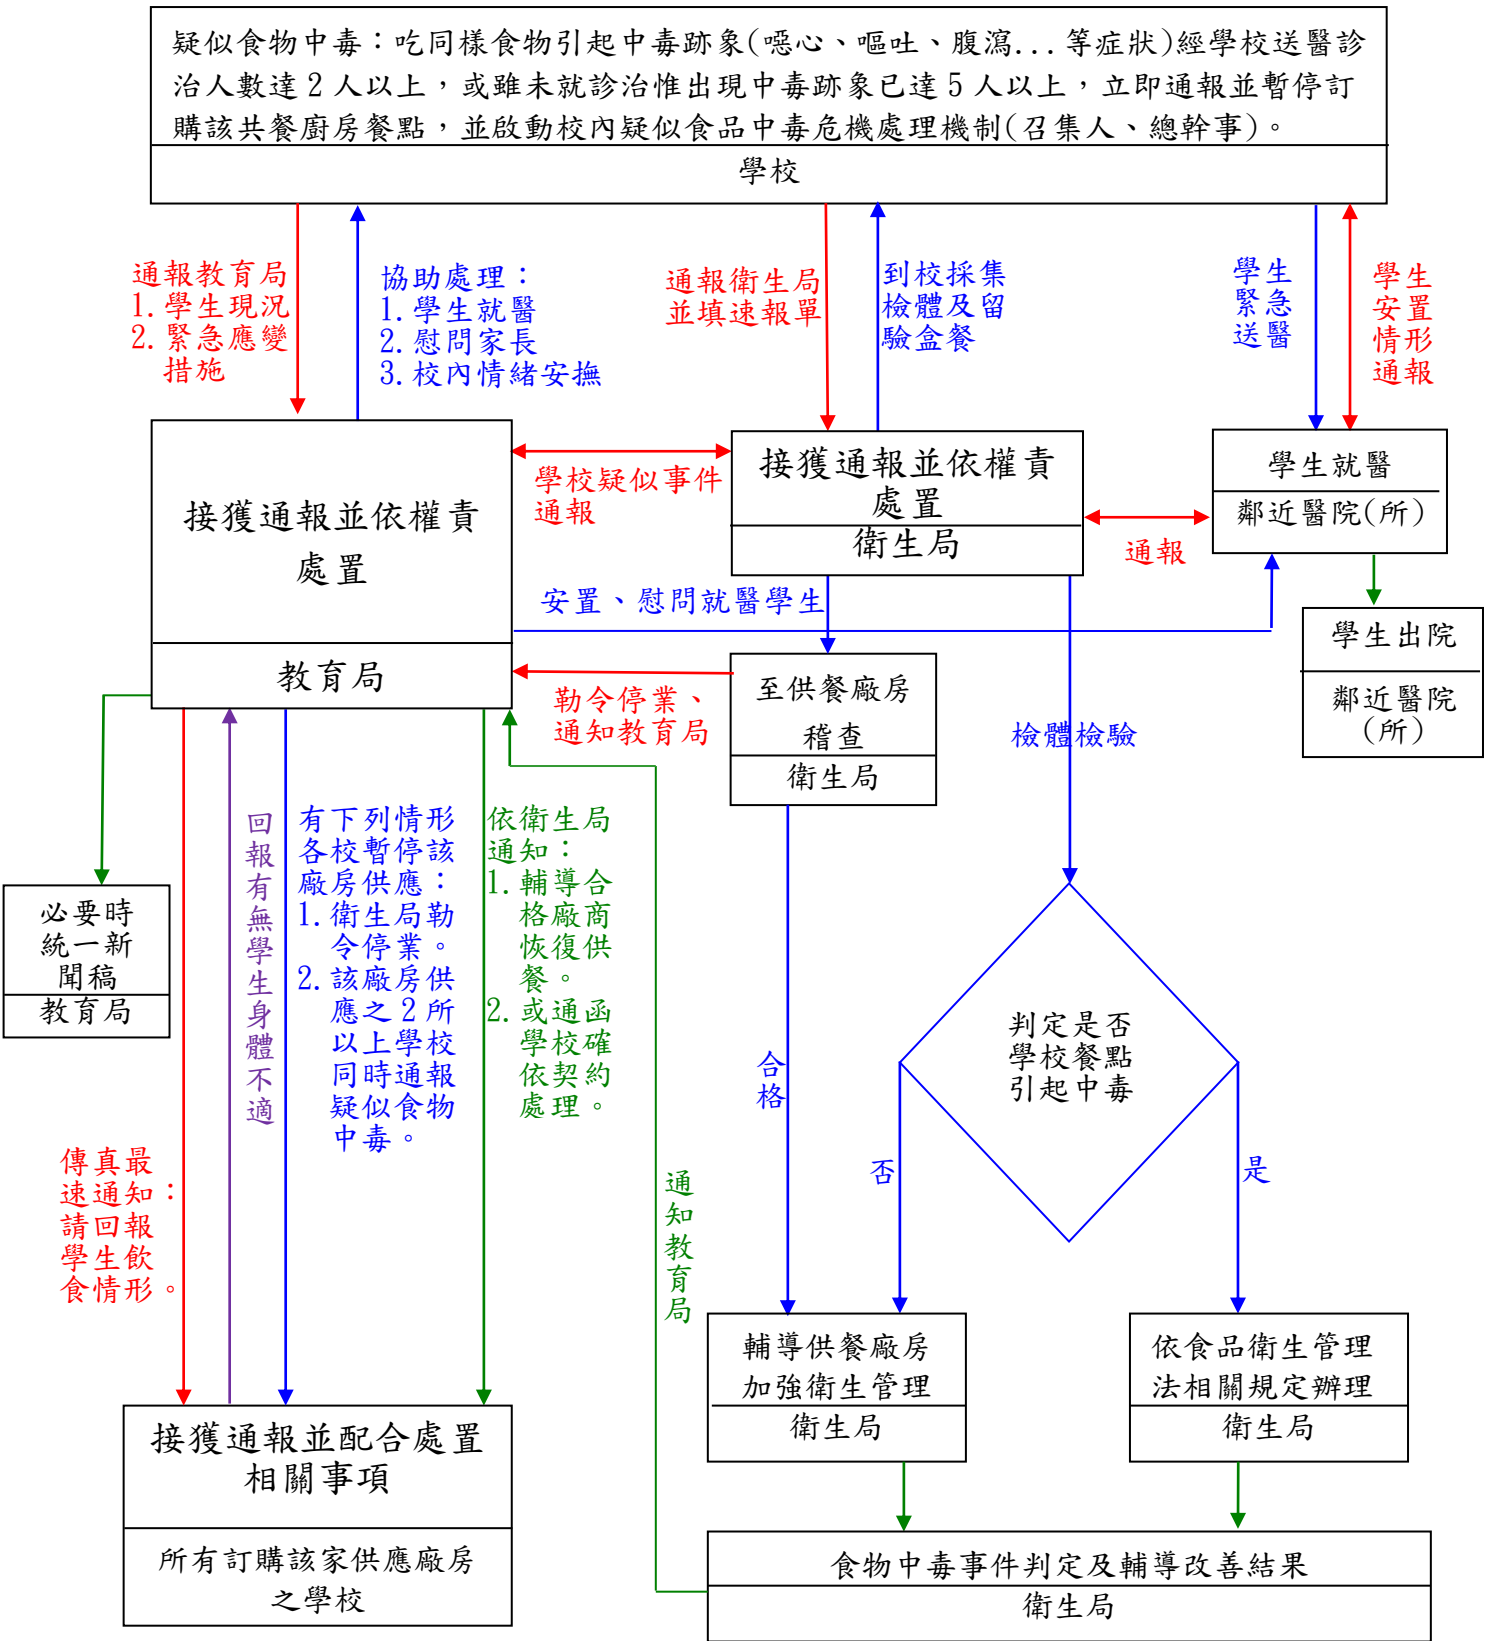 疑似食物中毒：吃同樣食物引起中毒跡象(噁心、嘔吐、腹瀉...等症狀)經學校送醫診
治人數達2人以上，或雖未就診治惟出現中毒跡象已達5人以上，立即通報並暫停訂
購該共餐廚房餐點，並啟動校內疑似食品中毒危機處理機制(召集人、總幹事)。
學校
通報教育局
1.學生現況
2.緊急應變
措施
協助處理：
1.學生就醫
2.慰問家長
3.校內情緒安撫
通報衛生局
並填速報單
到校採集
檢體及留
驗盒餐
學生
緊急
送醫
學生
安置
情形
通報
接獲通報並依權責
處置
教育局
學校疑似事件
通報
接獲通報並依權責
處置
衛生局
通報
學生就醫
鄰近醫院(所)
安置、慰問就醫學生
學生出院
鄰近醫院
(所)
勒令停業、
通知教育局
至供餐廠房
稽查
衛生局
檢體檢驗
必要時
統一新
聞稿
教育局
回報有無學生身體不適
有下列情形
各校暫停該
廠房供應：
1.衛生局勒
令停業。
2.該廠房供
應之2所
以上學校
同時通報
疑似食物
中毒。
依衛生局
通知：
1.輔導合
格廠商
恢復供
餐。
2.或通函
學校確
依契約
處理。
合格
判定是否
學校餐點
引起中毒
否
是
傳真最
速通知：
請回報
學生飲
食情形。
通知教育局
輔導供餐廠房
加強衛生管理
衛生局
依食品衛生管理
法相關規定辦理
衛生局
接獲通報並配合處置
相關事項
所有訂購該家供應廠房
之學校
食物中毒事件判定及輔導改善結果
衛生局